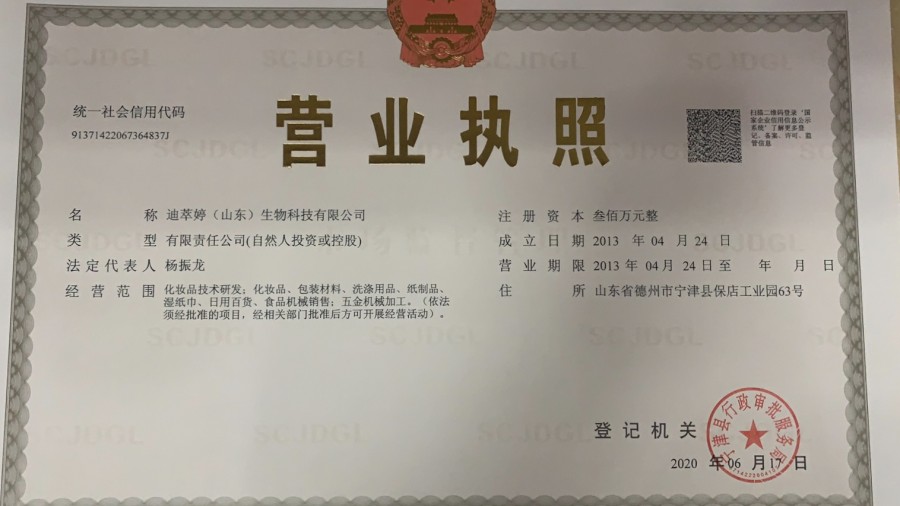 统一社会信用代码
91371422067364837J
营业执照
扫描二维码登录“国
家企业信用信息公示
系统”了解更多登
记、备案、许可、监
管信息
名称 迪萃婷（山东）生物科技有限公司
类型 有限责任公司(自然人投资或控股)
法定代表人 杨振龙
经营范围 化妆品技术研发；化妆品、包装材料、洗涤用品、纸制品、
湿纸巾、日用百货、食品机械销售；五金机械加工。（依法
须经批准的项目，经相关部门批准后方可开展经营活动）。
注册资本 叁佰万元整
成立日期 2013 年 04 月 24 日
营业期限 2013 年 04月 24 日至 年 月 日
住所 山东省德州市宁津县保店工业园63号
登记机关
宁津县行政审批服务局
2020 年06 月17 日
SCJDGL